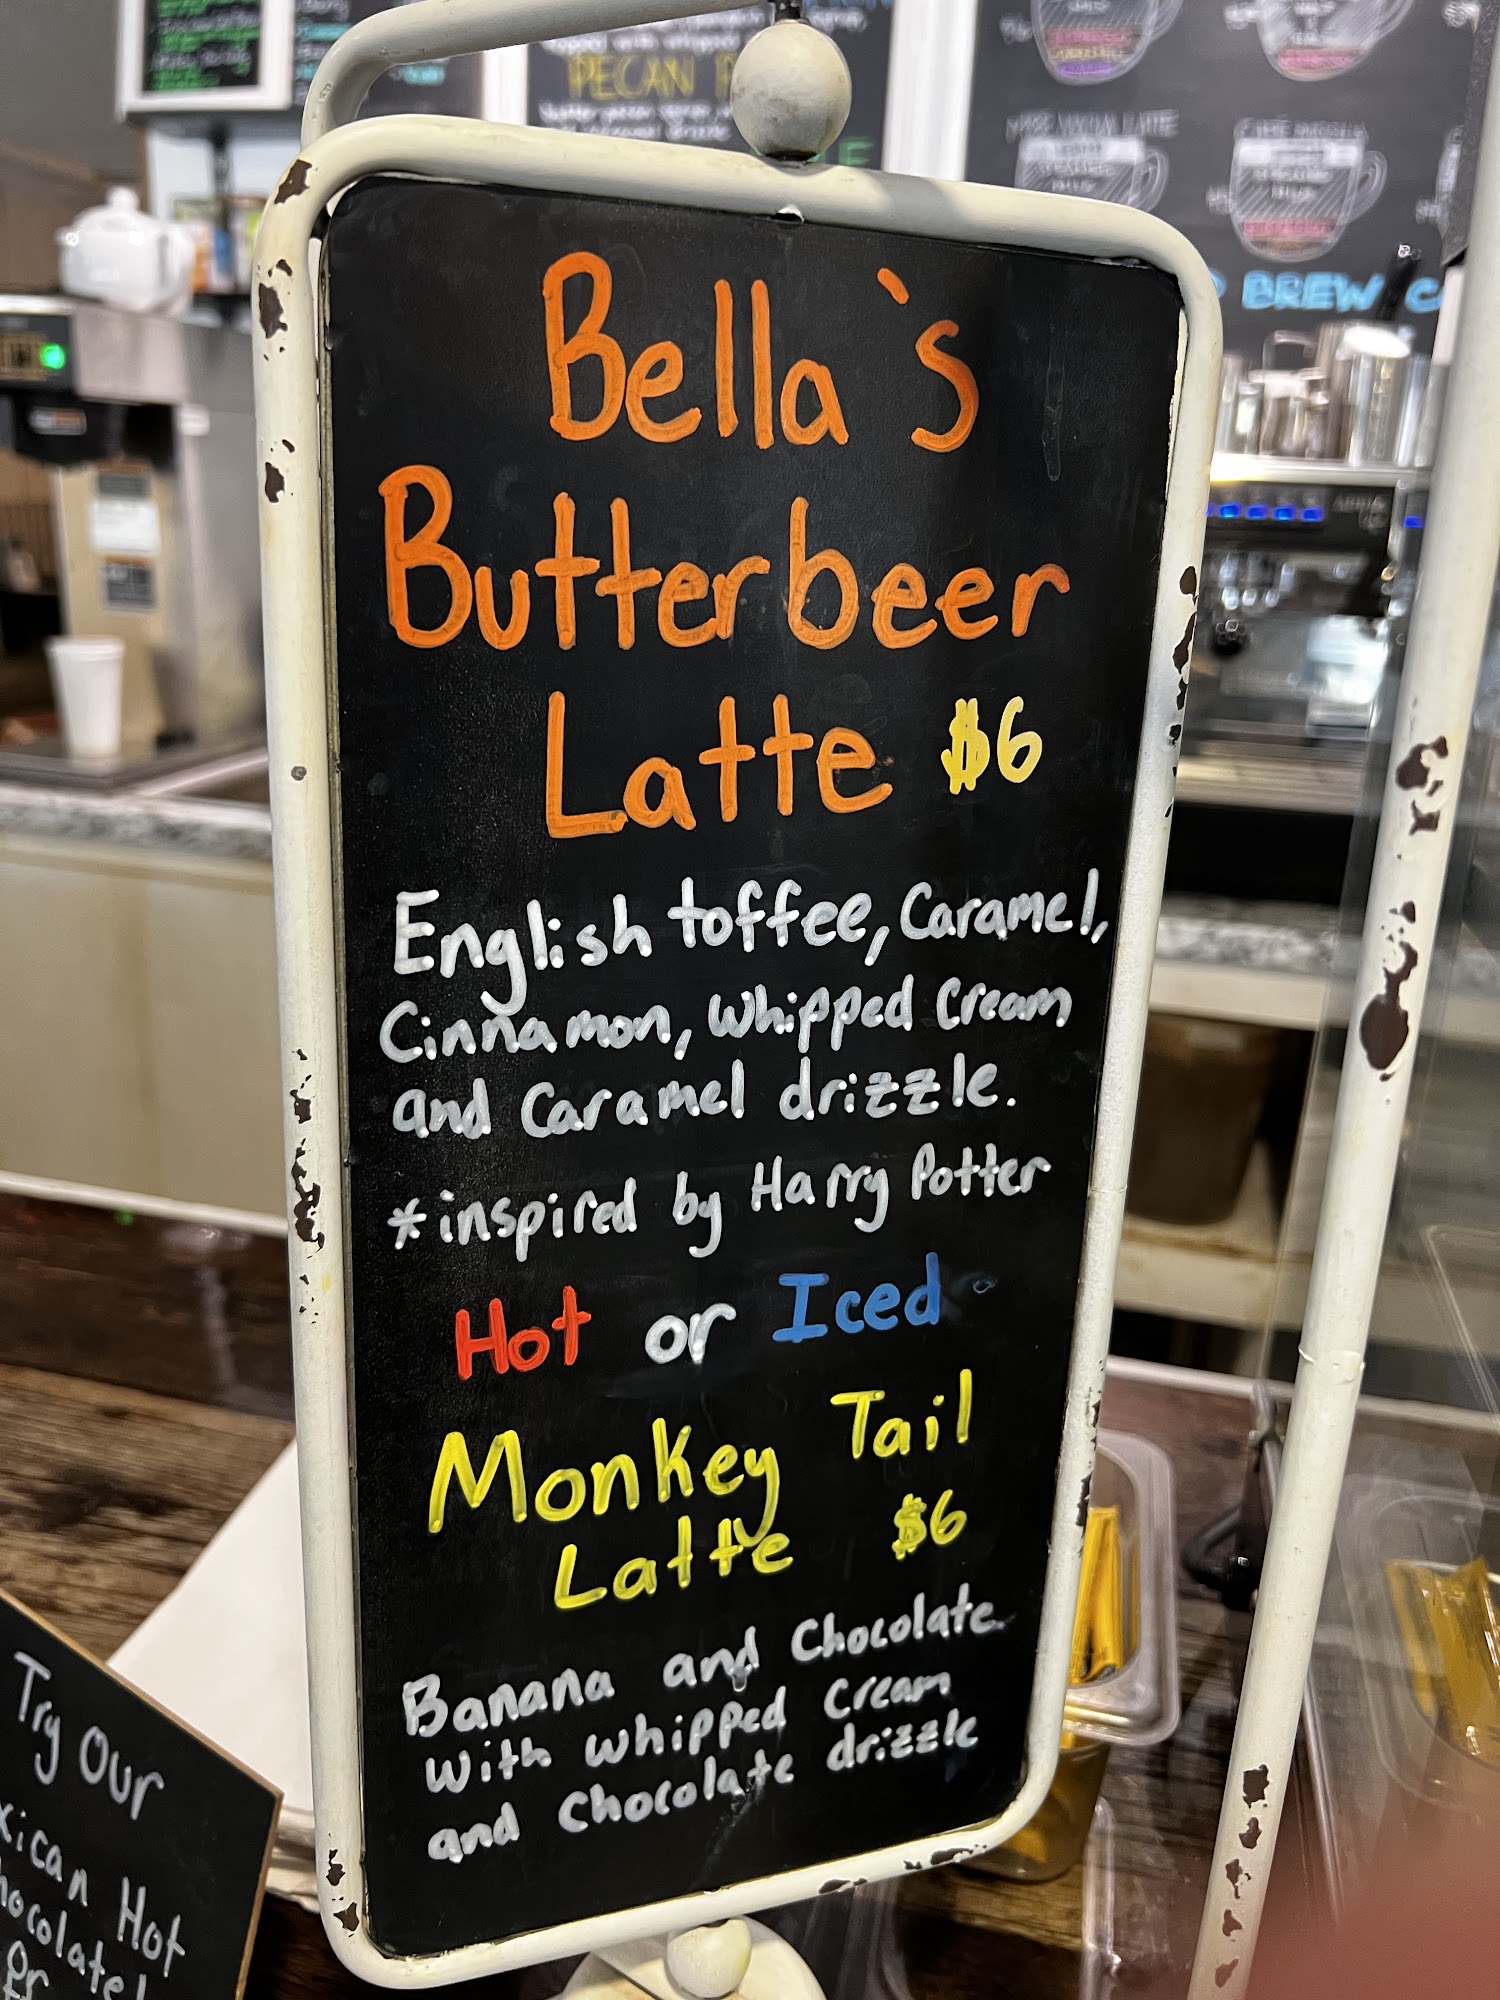 PECAN
BREW
Bella's
Butterbeer
Latte $6
English toffee, Caramel,
Cinnamon, Whipped Cream
and Caramel drizzle.
*inspired by Harry Potter
Hot or Iced
Monkey Tail
Latte $6
Banana and Chocolate
With whipped Cream
and Chocolate drizzle
Try Our
xican Hot
hocolate!
Or